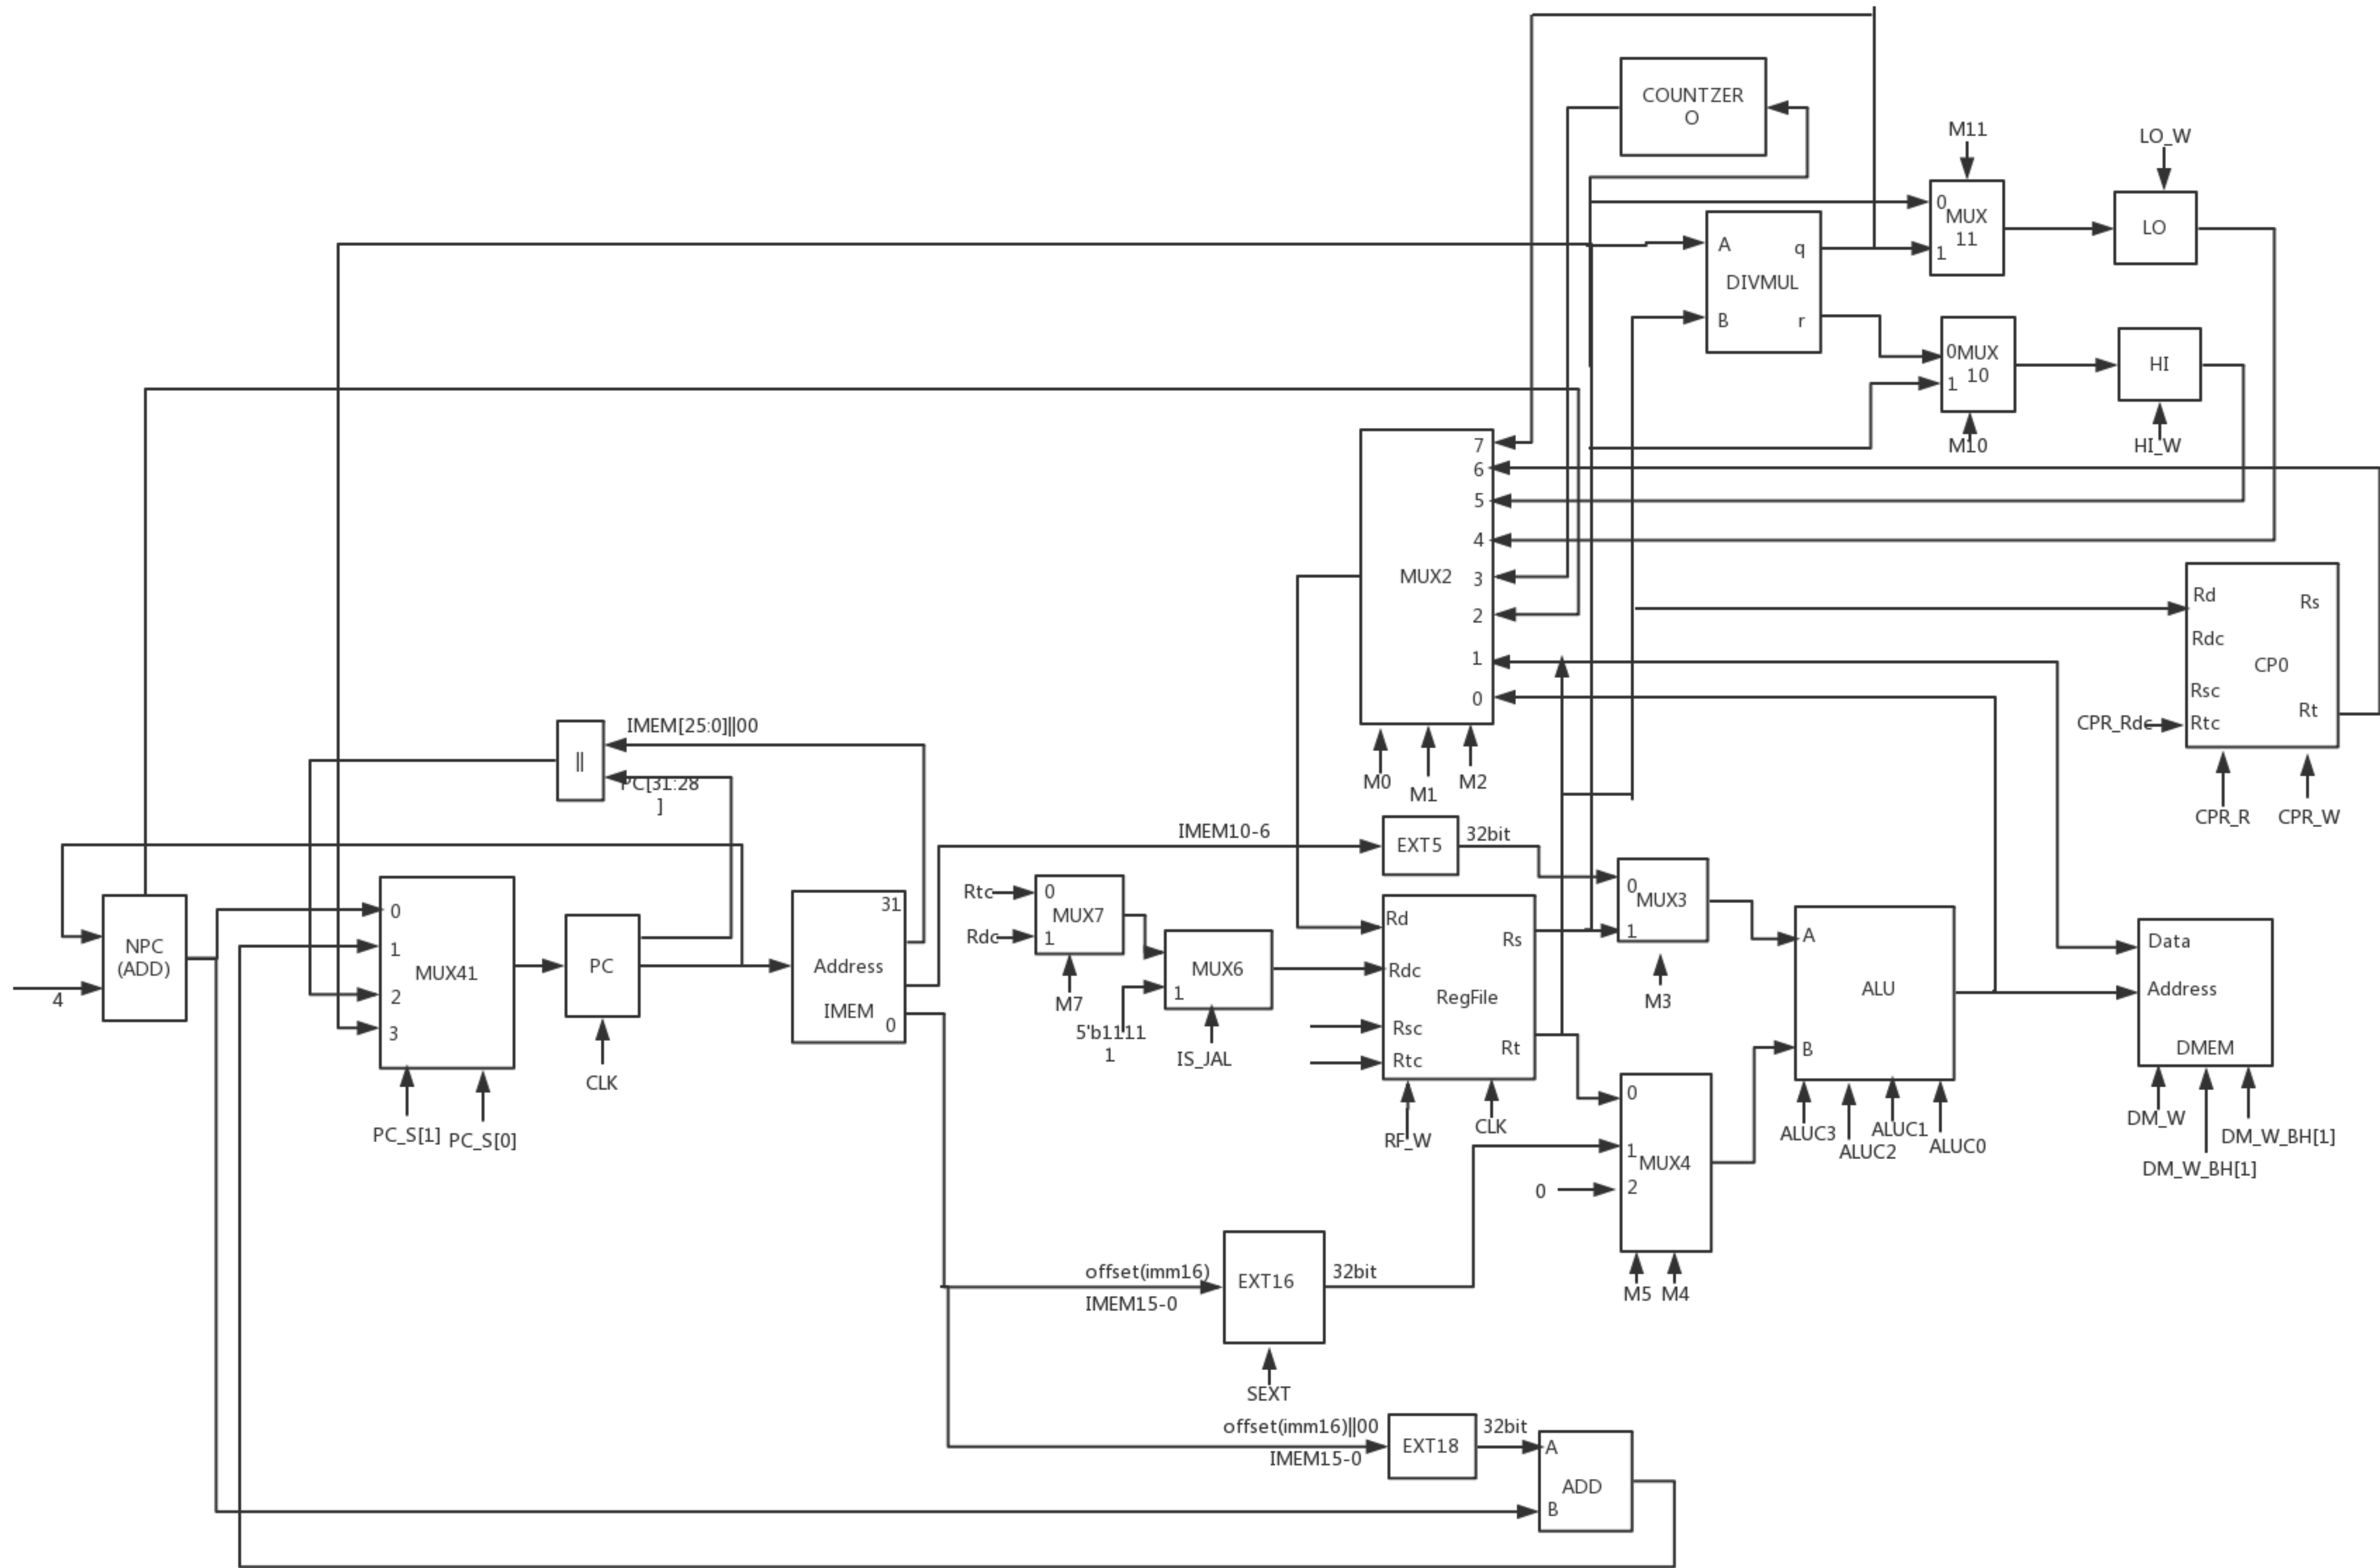 COUNTZER
O
M11
LO_W
0
MUX
11
1
LO
A
q
DIVMUL
B
r
0
MUX
10
1
HI
M10
HI_W
7
6
5
4
MUX2
3
2
1
0
M0
M1
M2
Rd
Rs
Rdc
CP0
Rsc
Rt
CPR_Rdc
Rtc
CPR_R
CPR_W
IMEM[25:0]||00
||
PC[31:28
]
IMEM10-6
EXT5
32bit
NPC
(ADD)
4
0
1
MUX41
2
3
PC_S[1]
PC_S[0]
PC
CLK
31
Address
IMEM
0
Rtc
0
MUX7
Rdc
1
M7
MUX6
1
5'b1111
1
IS_JAL
Rd
Rs
Rdc
RegFile
Rsc
Rt
Rtc
RF_W
CLK
0
MUX3
1
M3
A
ALU
B
ALUC3
ALUC2
ALUC1
ALUC0
Data
Address
DMEM
DM_W
DM_W_BH[1]
DM_W_BH[1]
0
1
MUX4
0
2
M5
M4
offset(imm16)
IMEM15-0
EXT16
32bit
SEXT
offset(imm16)||00
IMEM15-0
EXT18
32bit
A
ADD
B